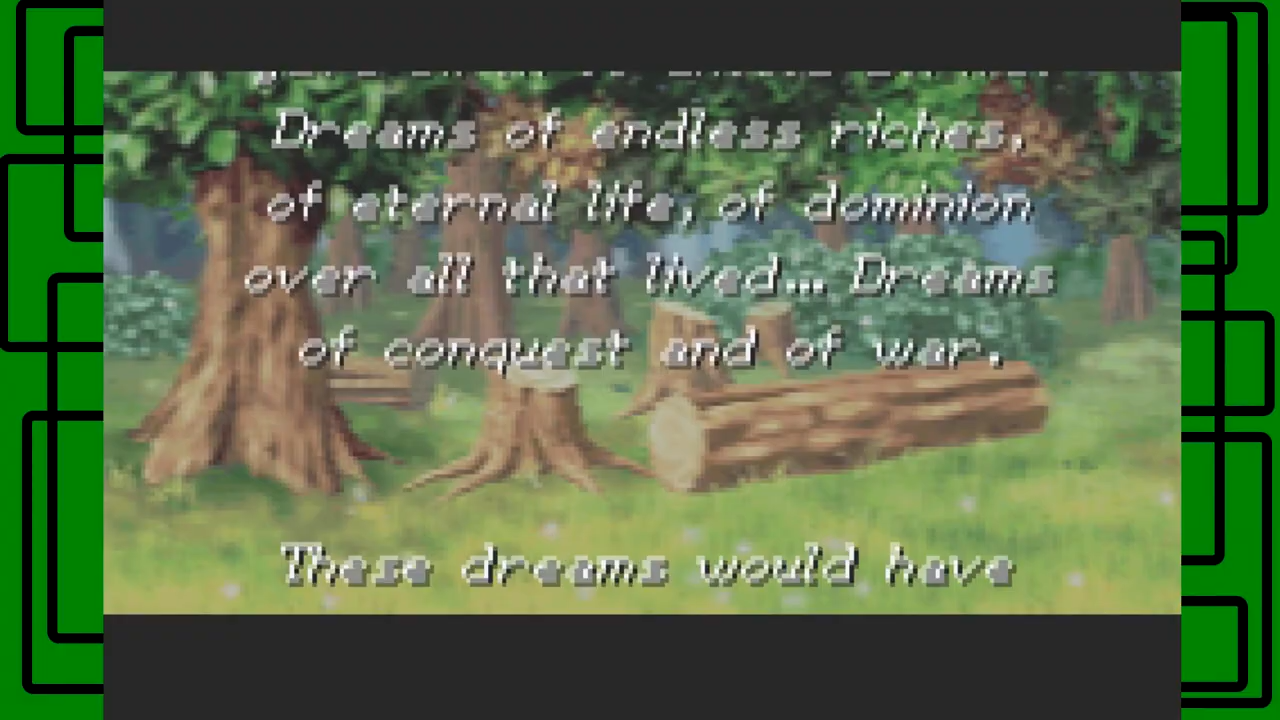 Dreams of endless riches,
of eternal life, of dominion
over all that lived... Dreams
of conquest and of war.
These dreams would have